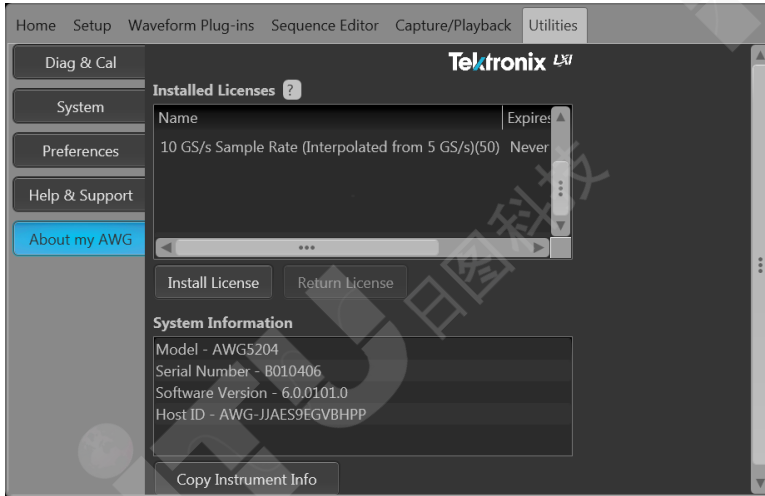 Home Setup Waveform Plug-ins Sequence Editor Capture/Playback Utilities
Diag & Cal
System
Preferences
Help & Support
About my AWG
Tektronix LXI
Installed Licenses ?
Name Expires
10 GS/s Sample Rate (Interpolated from 5 GS/s)(50) Never
Install License Return License
System Information
Model - AWG5204
Serial Number - B010406
Software Version - 6.0.0101.0
Host ID - AWG-JJAES9EGVBHPP
Copy Instrument Info
ITU日图科技